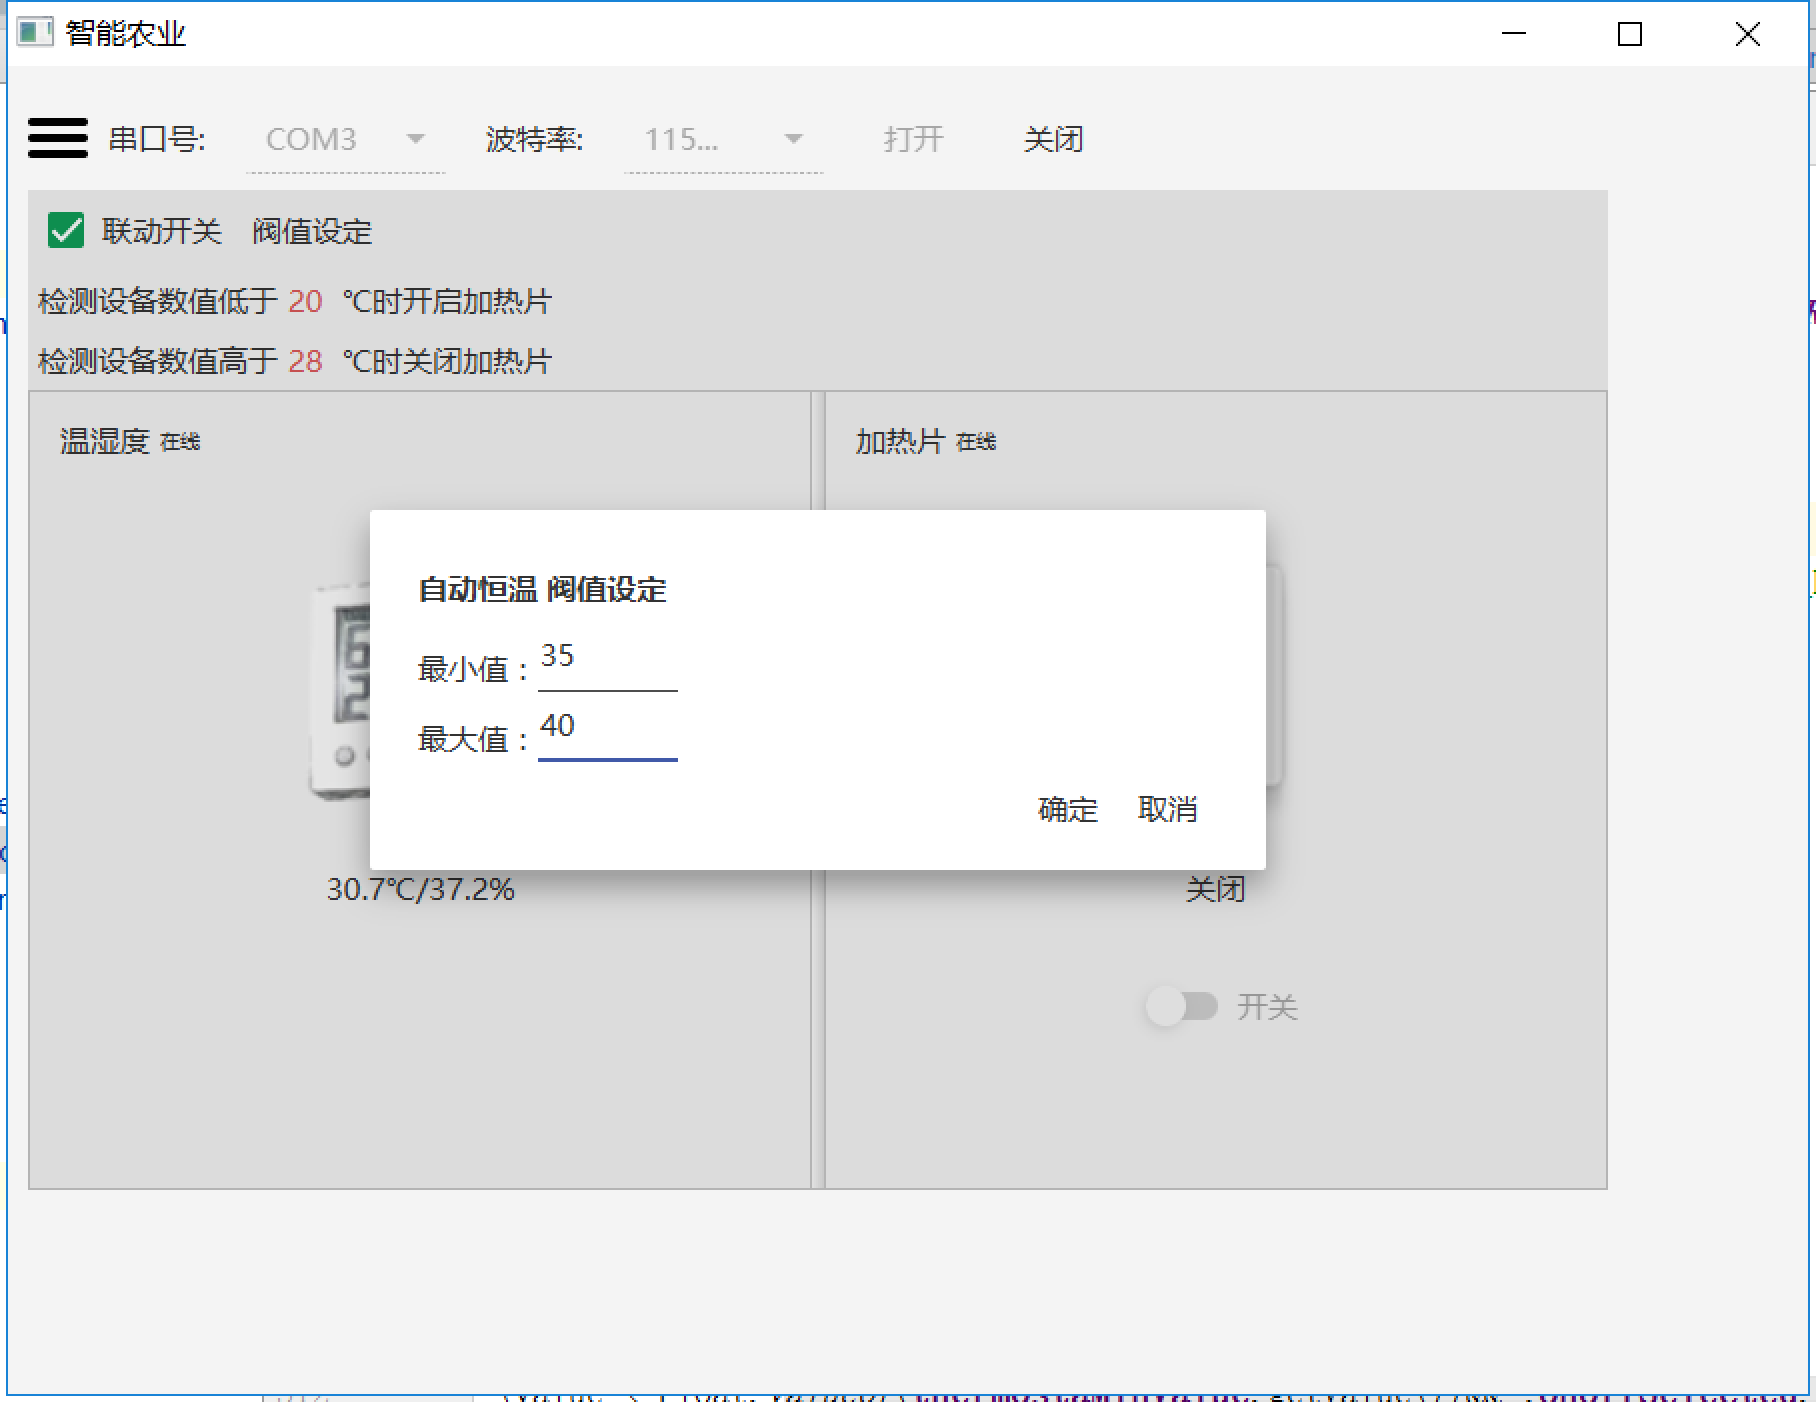 智能农业
串口号: COM3 波特率: 115... 打开 关闭
联动开关 阀值设定
检测设备数值低于 20 ℃时开启加热片
检测设备数值高于 28 ℃时关闭加热片
温湿度 在线
加热片 在线
自动恒温 阀值设定
最小值：35
最大值：40
确定 取消
30.7℃/37.2%
关闭
开关